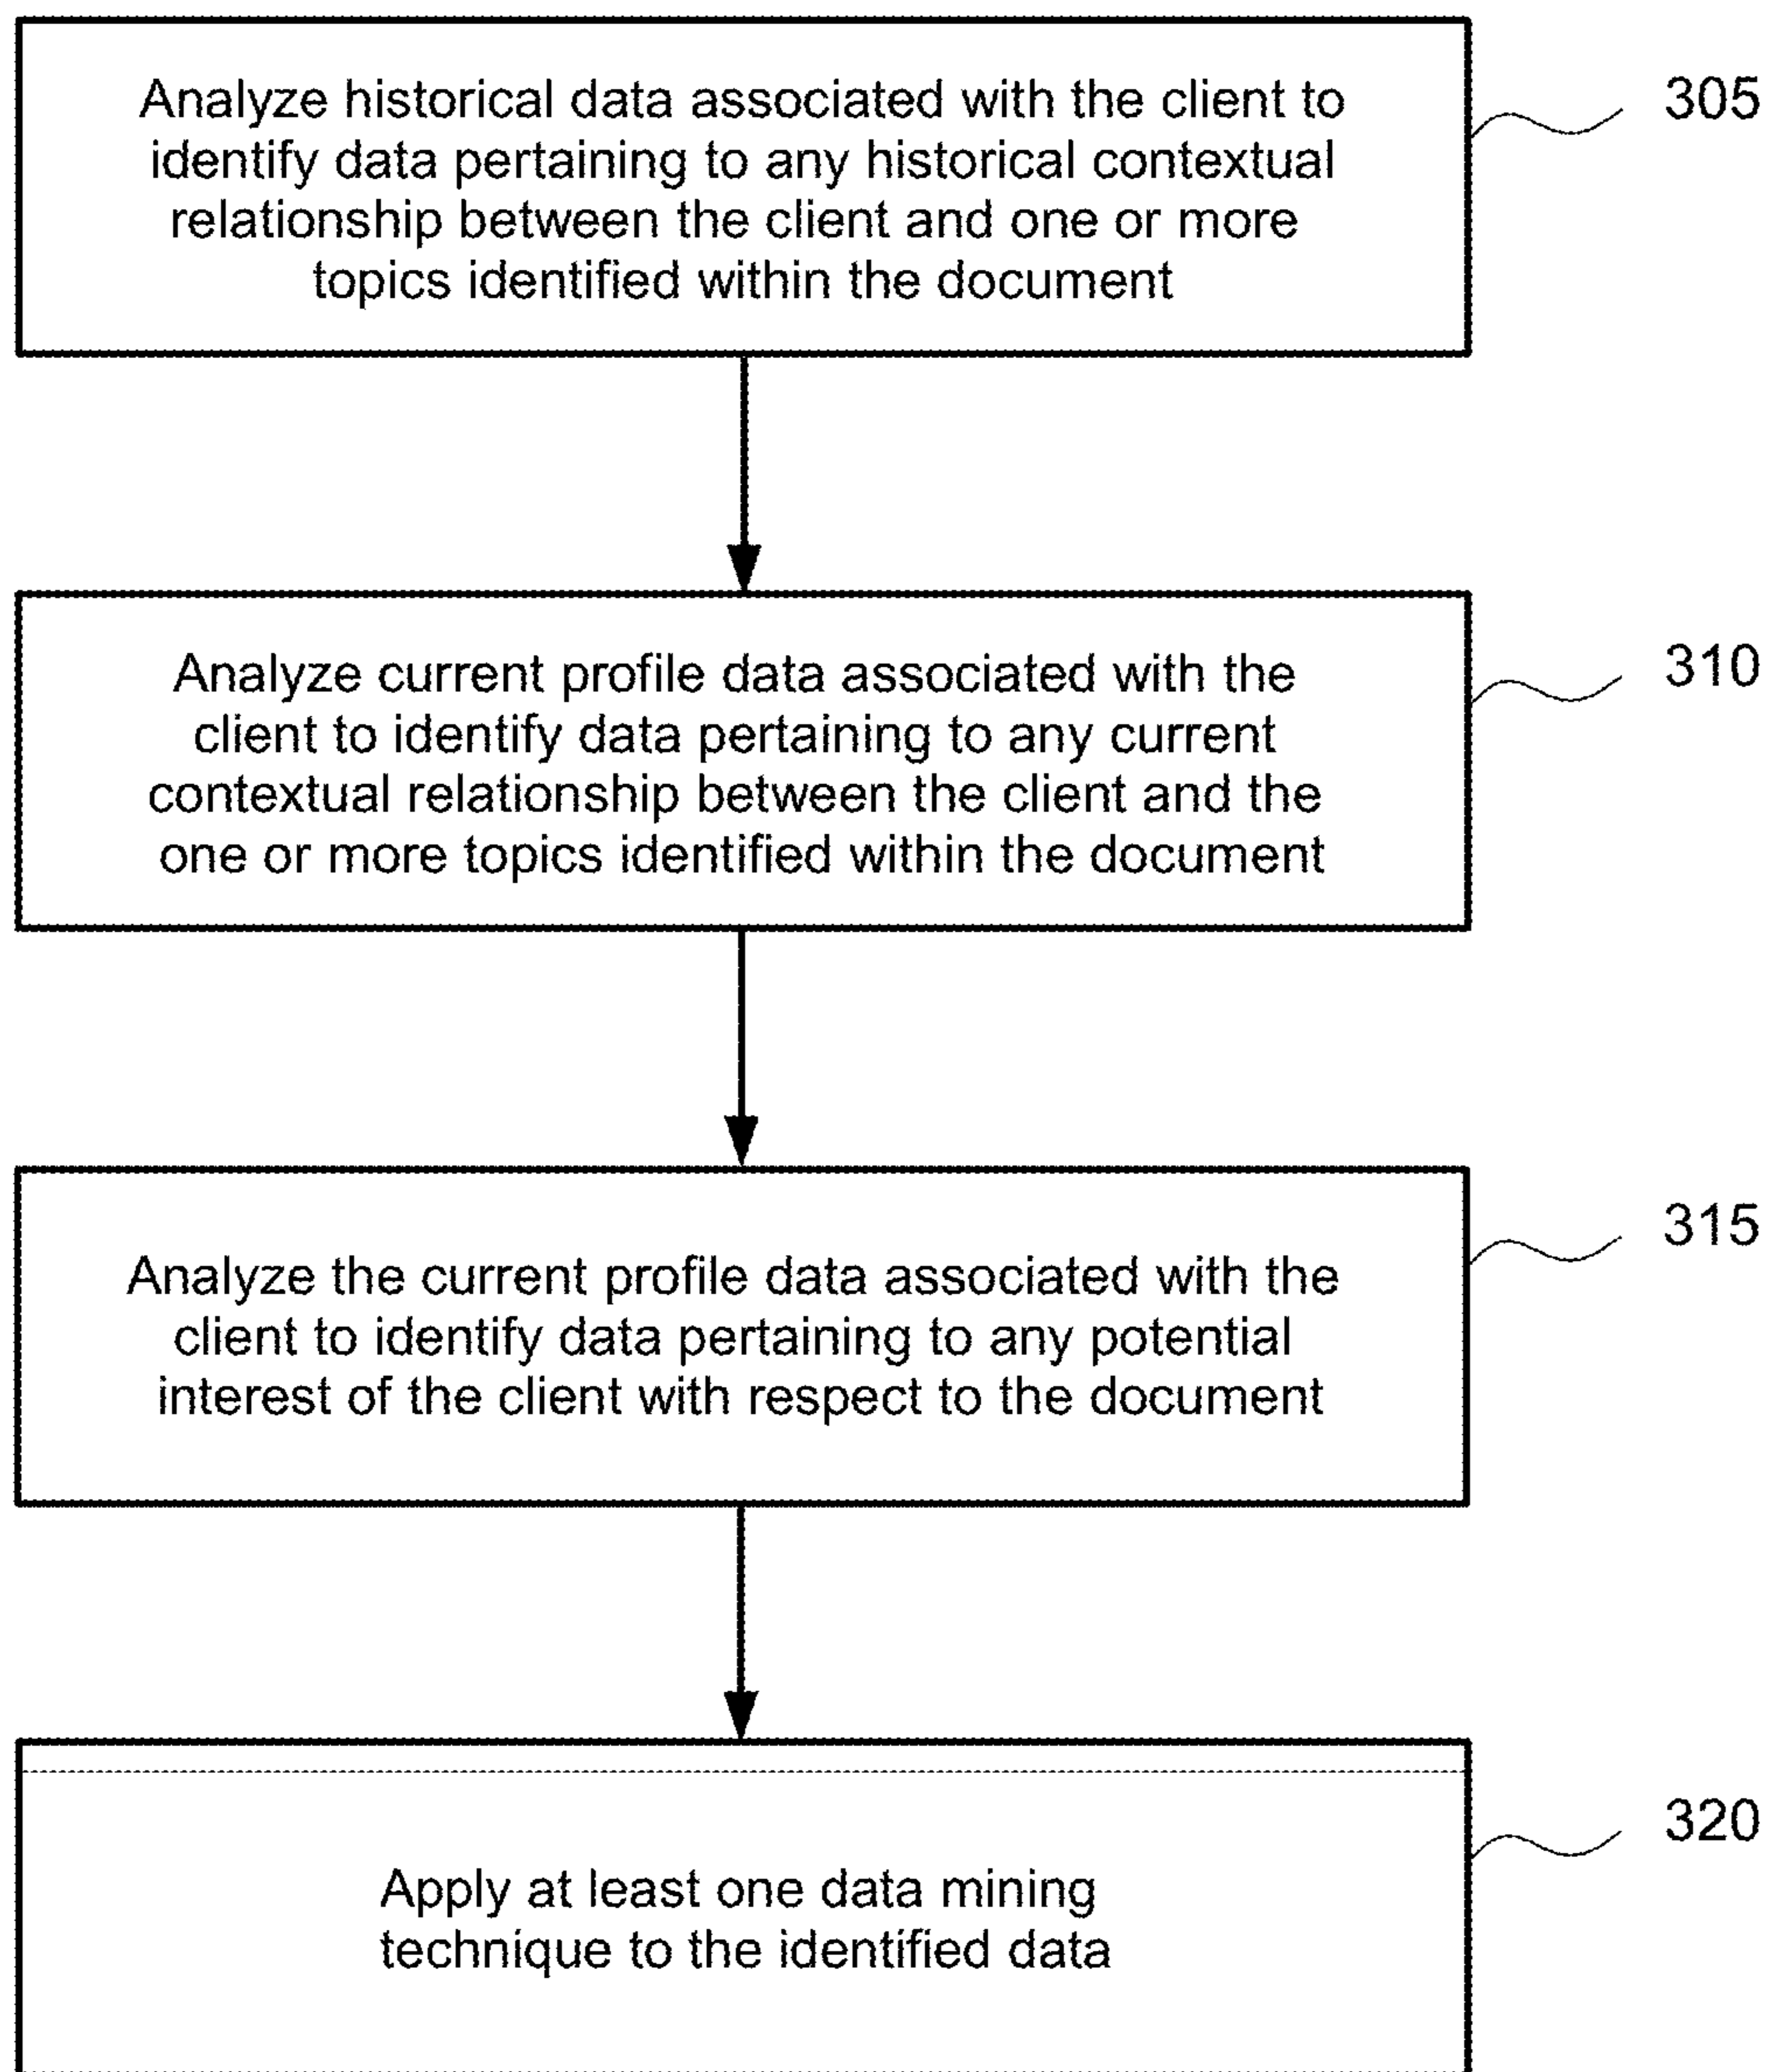 Analyze historical data associated with the client to
identify data pertaining to any historical contextual
relationship between the client and one or more
topics identified within the document
305
Analyze current profile data associated with the
client to identify data pertaining to any current
contextual relationship between the client and the
one or more topics identified within the document
310
Analyze the current profile data associated with the
client to identify data pertaining to any potential
interest of the client with respect to the document
315
Apply at least one data mining
technique to the identified data
320